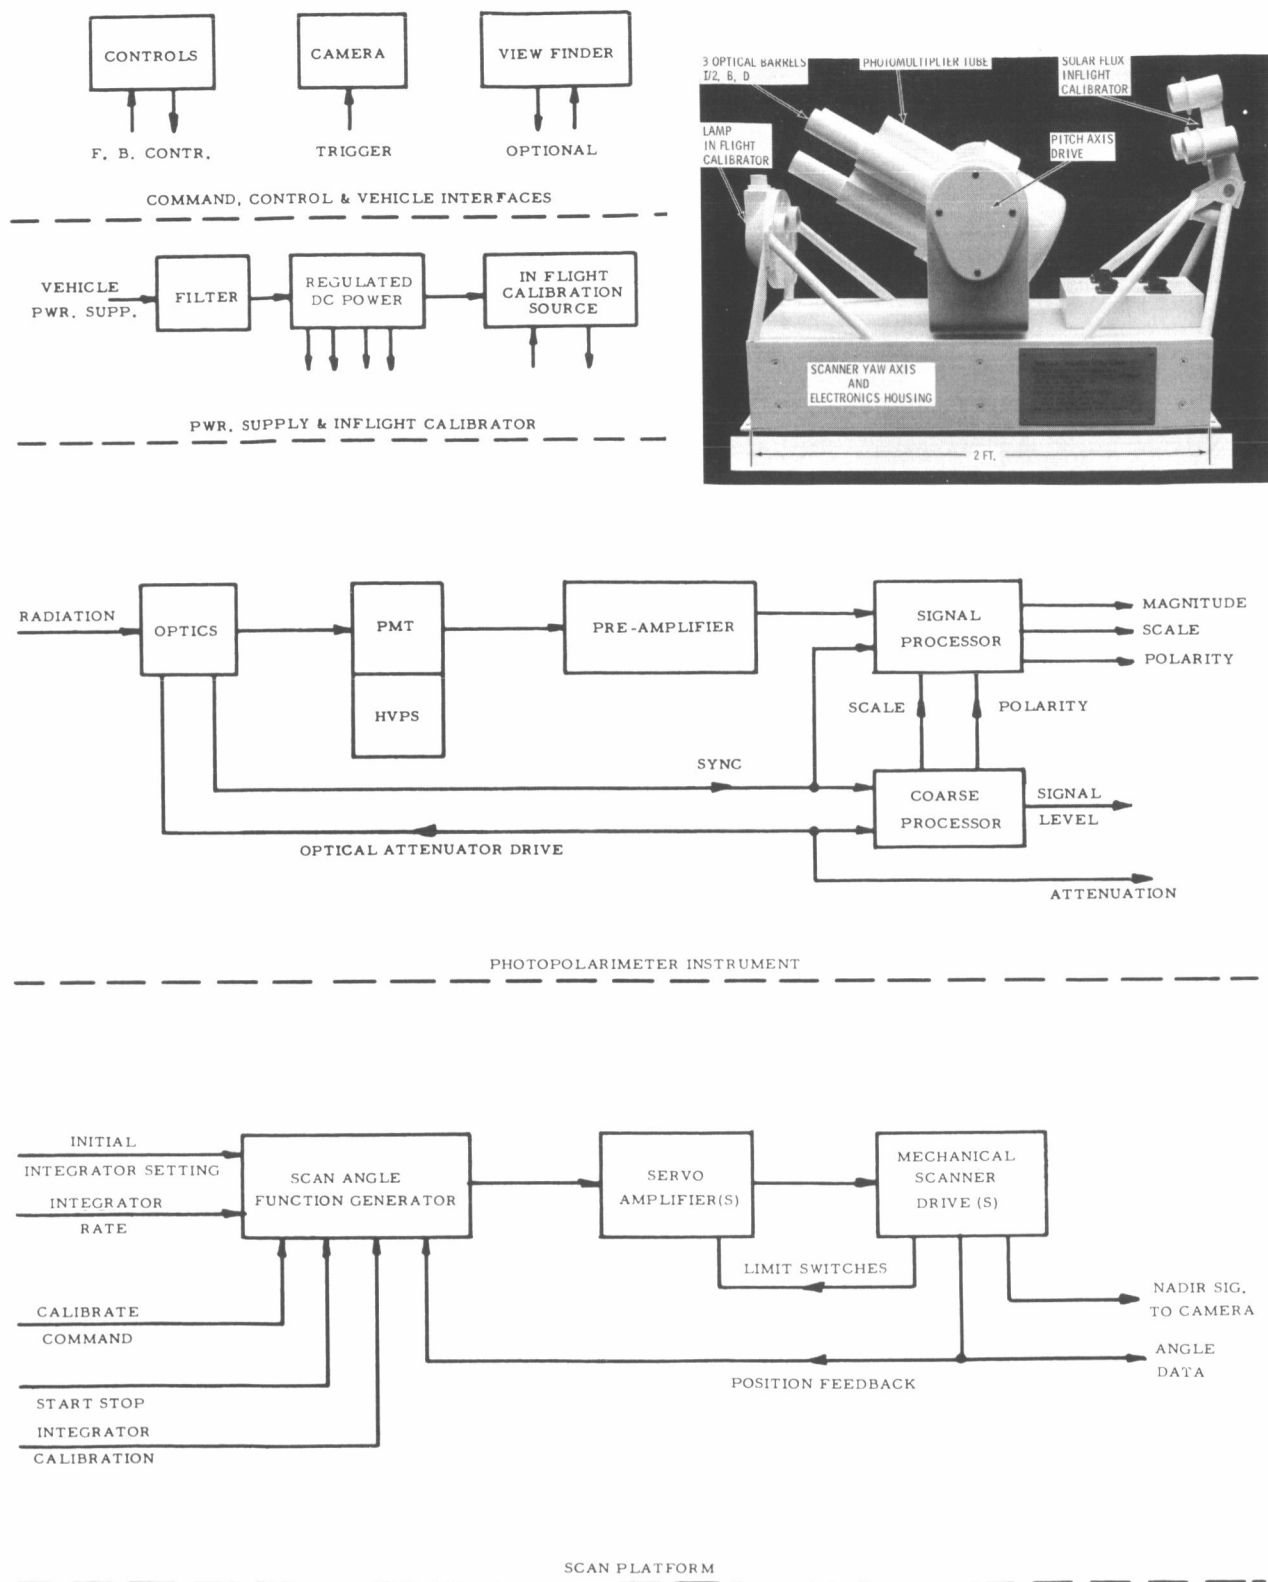 CONTROLS
CAMERA
VIEW FINDER
F. B. CONTR.
TRIGGER
OPTIONAL
COMMAND, CONTROL & VEHICLE INTERFACES
VEHICLE
PWR. SUPP.
FILTER
REGULATED
DC POWER
IN FLIGHT
CALIBRATION
SOURCE
PWR. SUPPLY & INFLIGHT CALIBRATOR
3 OPTICAL BARRELS
I/2, B, D
PHOTOMULTIPLIER TUBE
SOLAR FLUX
INFLIGHT
CALIBRATOR
LAMP
IN FLIGHT
CALIBRATOR
PITCH AXIS
DRIVE
SCANNER YAW AXIS
AND
ELECTRONICS HOUSING
2 FT.
RADIATION
OPTICS
PMT
HVPS
PRE-AMPLIFIER
SIGNAL
PROCESSOR
MAGNITUDE
SCALE
POLARITY
SCALE
POLARITY
SYNC
COARSE
PROCESSOR
SIGNAL
LEVEL
OPTICAL ATTENUATOR DRIVE
ATTENUATION
PHOTOPOLARIMETER INSTRUMENT
INITIAL
INTEGRATOR SETTING
INTEGRATOR
RATE
SCAN ANGLE
FUNCTION GENERATOR
SERVO
AMPLIFIER(S)
MECHANICAL
SCANNER
DRIVE (S)
LIMIT SWITCHES
NADIR SIG.
TO CAMERA
CALIBRATE
COMMAND
ANGLE
DATA
POSITION FEEDBACK
START STOP
INTEGRATOR
CALIBRATION
SCAN PLATFORM